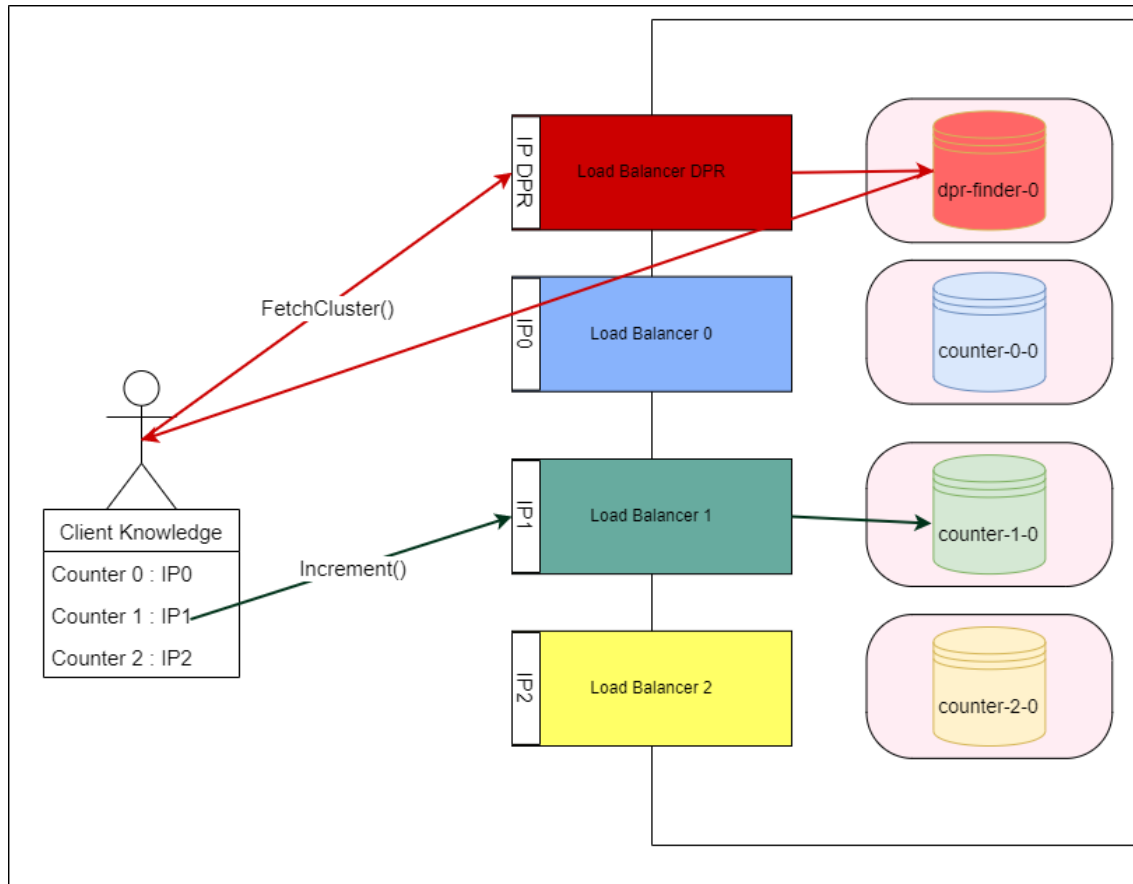 IP DPR
Load Balancer DPR
dpr-finder-0
FetchCluster()
IP0
Load Balancer 0
counter-0-0
Client Knowledge
Counter 0 : IP0
Counter 1 : IP1
Counter 2 : IP2
Increment()
IP1
Load Balancer 1
counter-1-0
IP2
Load Balancer 2
counter-2-0